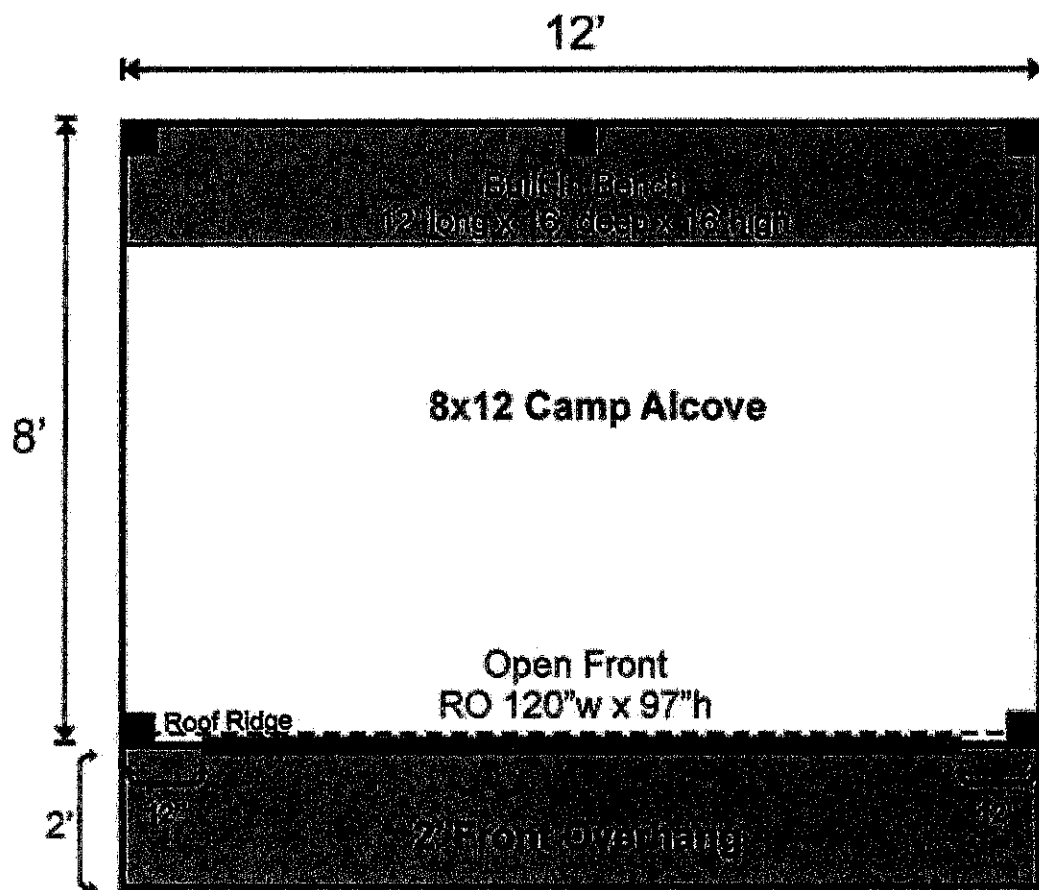 12'
Built In Bench
12' long x 16" deep x 16" high
8'
8x12 Camp Alcove
Open Front
RO 120"w x 97"h
Roof Ridge
2'
12"
12"
2' Front Overhang